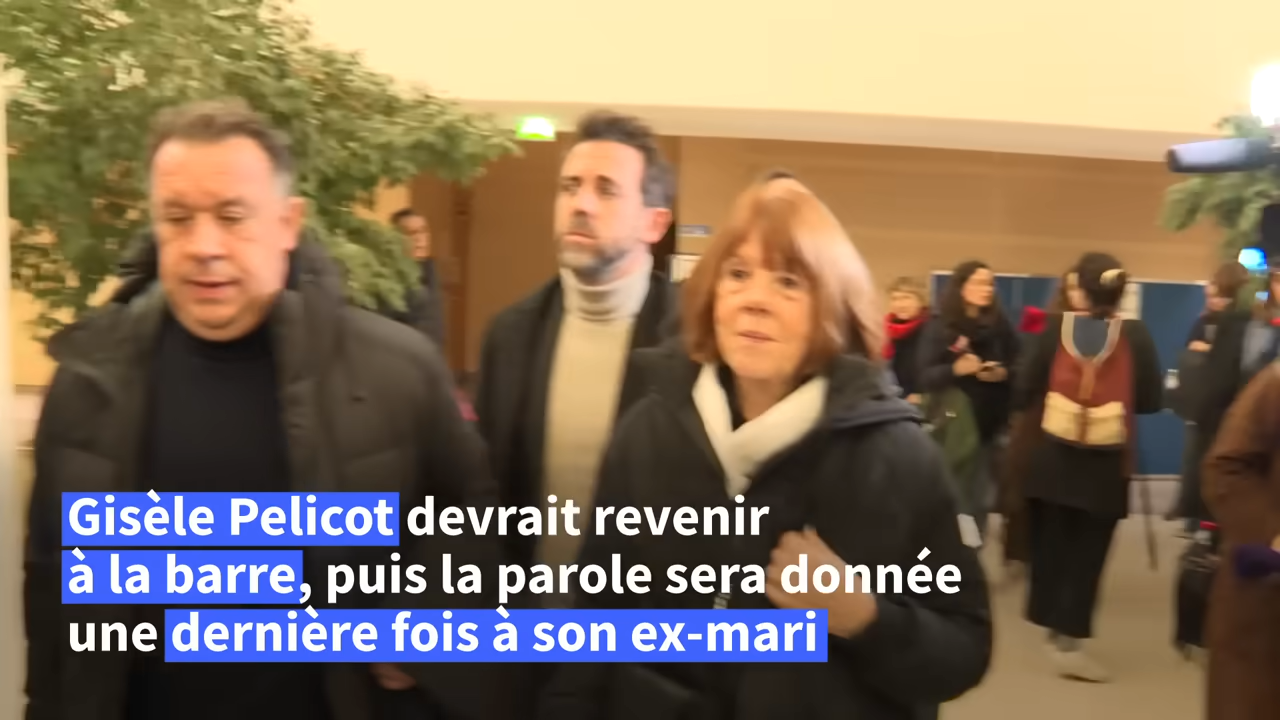 Gisèle Pelicot devrait revenir
à la barre, puis la parole sera donnée
une dernière fois à son ex-mari